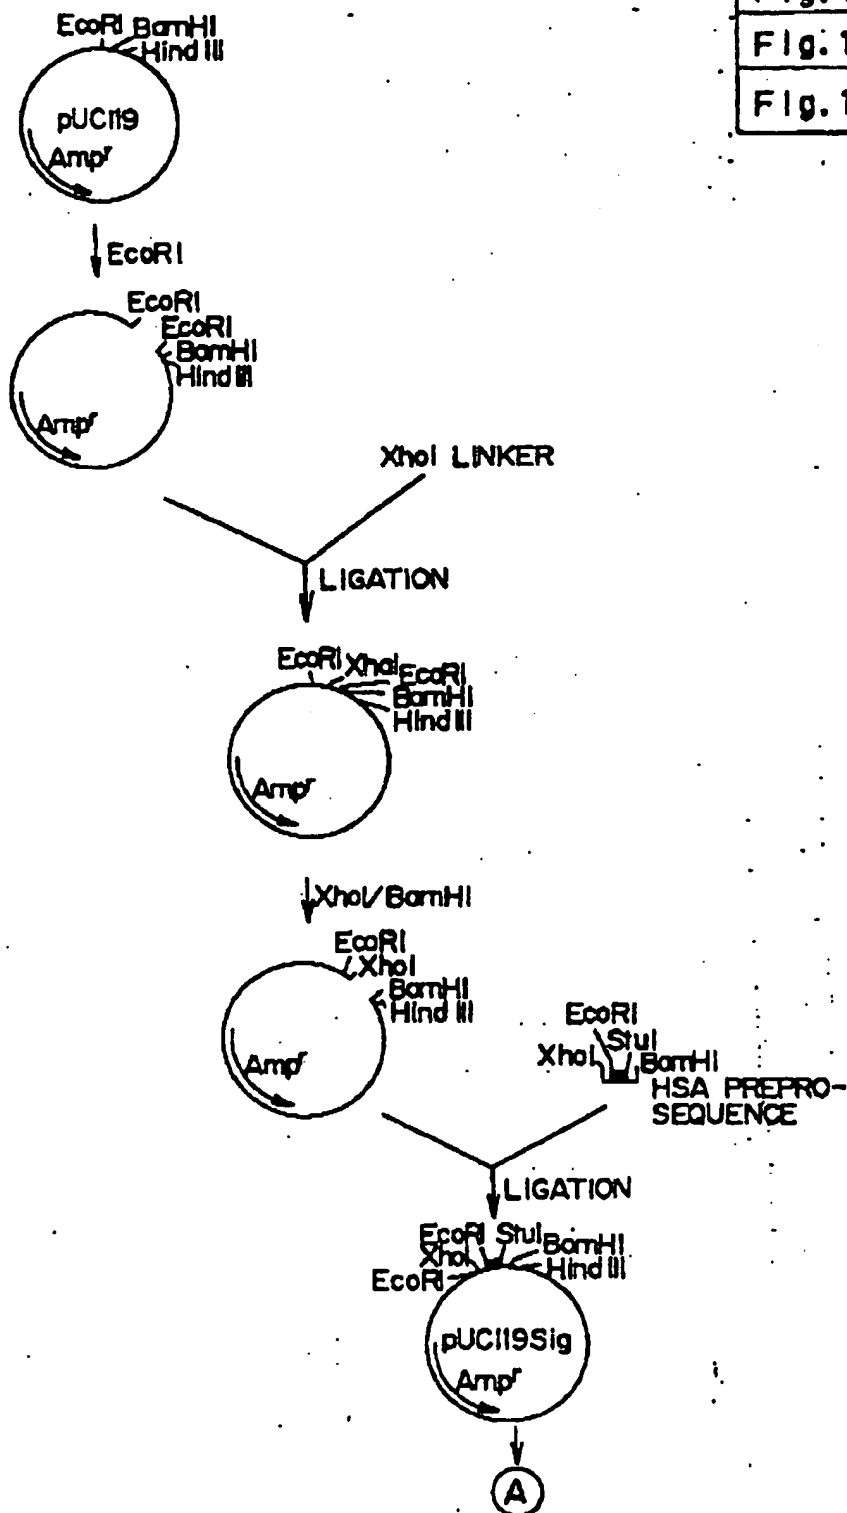 Fig. 1
Fig. 1
EcoRI BamHI
Hind III
pUC119
Ampr
EcoRI
EcoRI
EcoRI
BamHI
Hind III
Ampr
XhoI LINKER
LIGATION
EcoRI XhoI EcoRI
BamHI
Hind III
Ampr
XhoI/BamHI
EcoRI
XhoI
BamHI
Hind III
Ampr
EcoRI
StuI
XhoI BamHI
HSA PREPRO-
SEQUENCE
LIGATION
EcoRI StuI BamHI
XhoI Hind III
EcoRI
pUC119Sig
Ampr
A